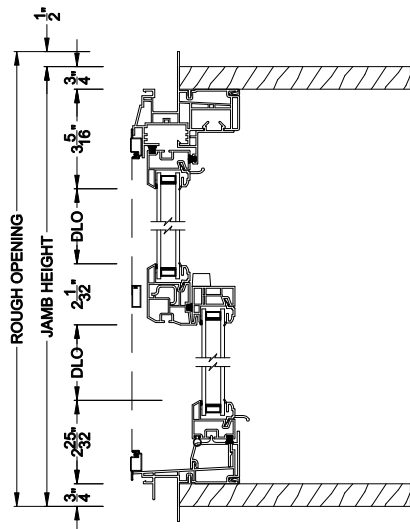 1/2"
3/4"
3 5/16"
DLO
2 1/32"
DLO
2 25/32"
3/4"
JAMB HEIGHT
ROUGH OPENING